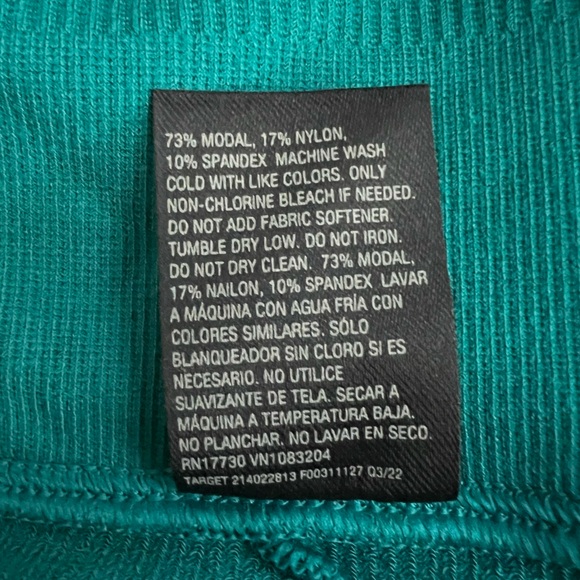 73% MODAL, 17% NYLON,
10% SPANDEX MACHINE WASH
COLD WITH LIKE COLORS. ONLY
NON-CHLORINE BLEACH IF NEEDED.
DO NOT ADD FABRIC SOFTENER.
TUMBLE DRY LOW. DO NOT IRON.
DO NOT DRY CLEAN. 73% MODAL,
17% NAILON, 10% SPANDEX LAVAR
A MÁQUINA CON AGUA FRÍA CON
COLORES SIMILARES. SÓLO
BLANQUEADOR SIN CLORO SI ES
NECESARIO. NO UTILICE
SUAVIZANTE DE TELA. SECAR A
MÁQUINA A TEMPERATURA BAJA.
NO PLANCHAR. NO LAVAR EN SECO.
RN17730 VN1083204
TARGET 214022813 F00311127 03/22